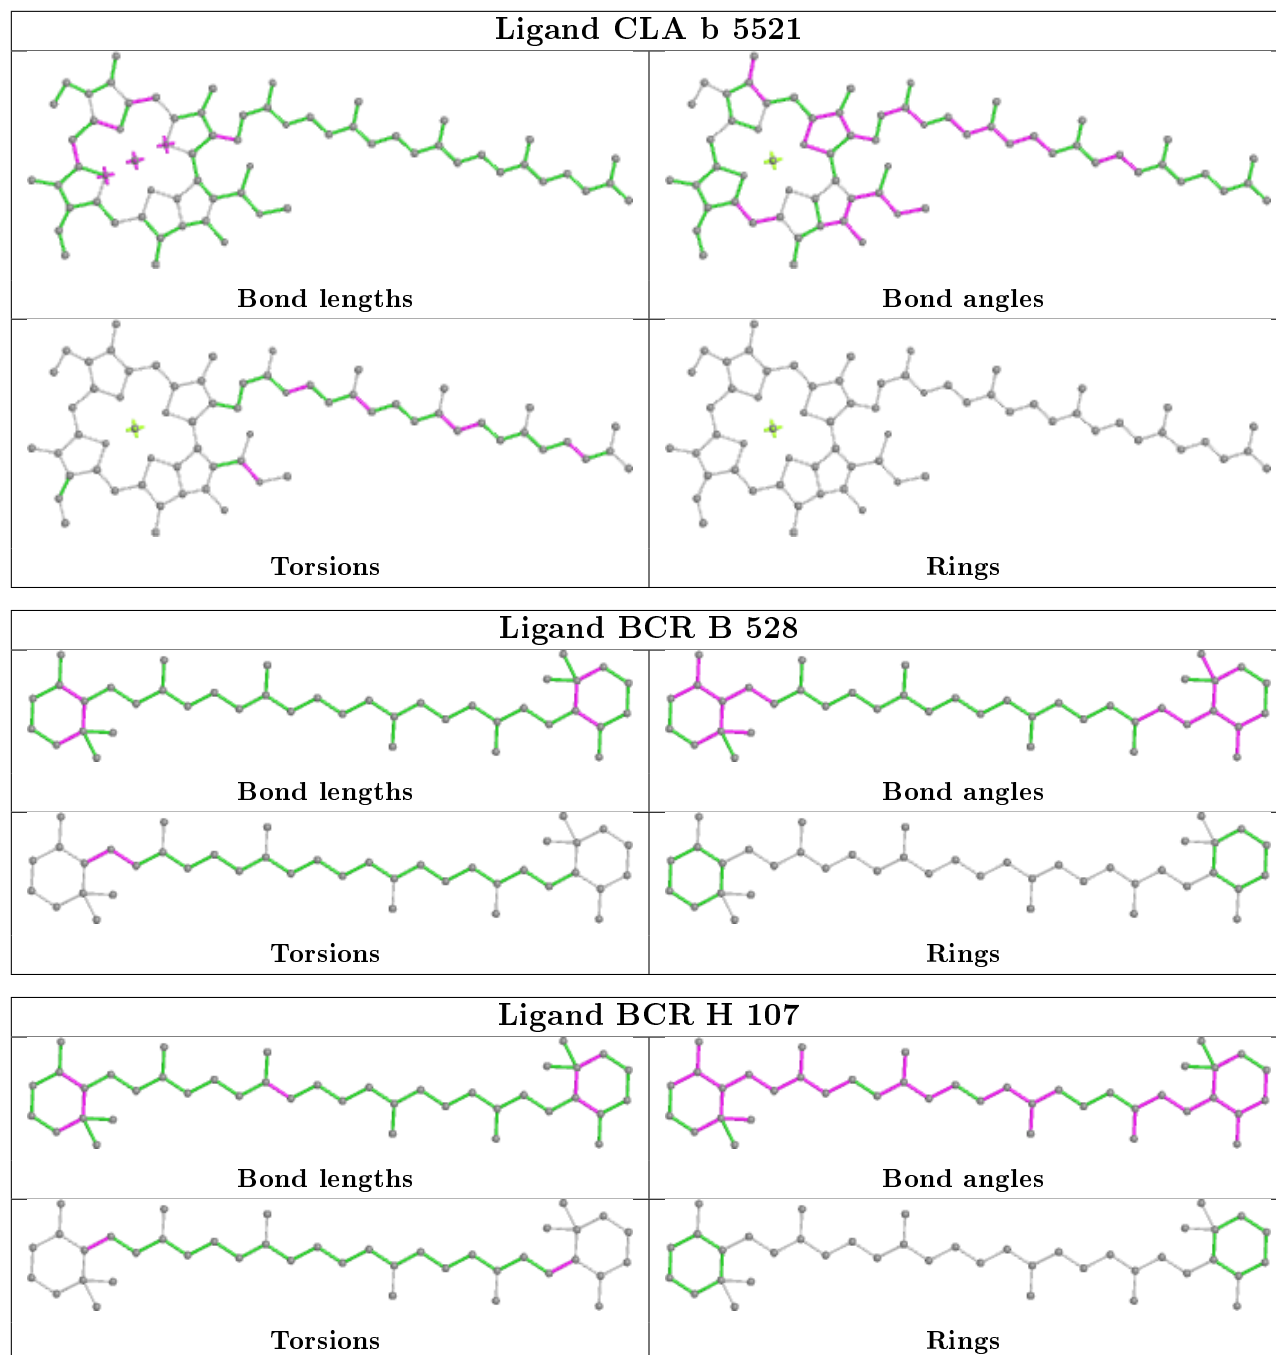 Ligand CLA b 5521
Bond lengths
Bond angles
Torsions
Rings
Ligand BCR B 528
Bond lengths
Bond angles
Torsions
Rings
Ligand BCR H 107
Bond lengths
Bond angles
Torsions
Rings